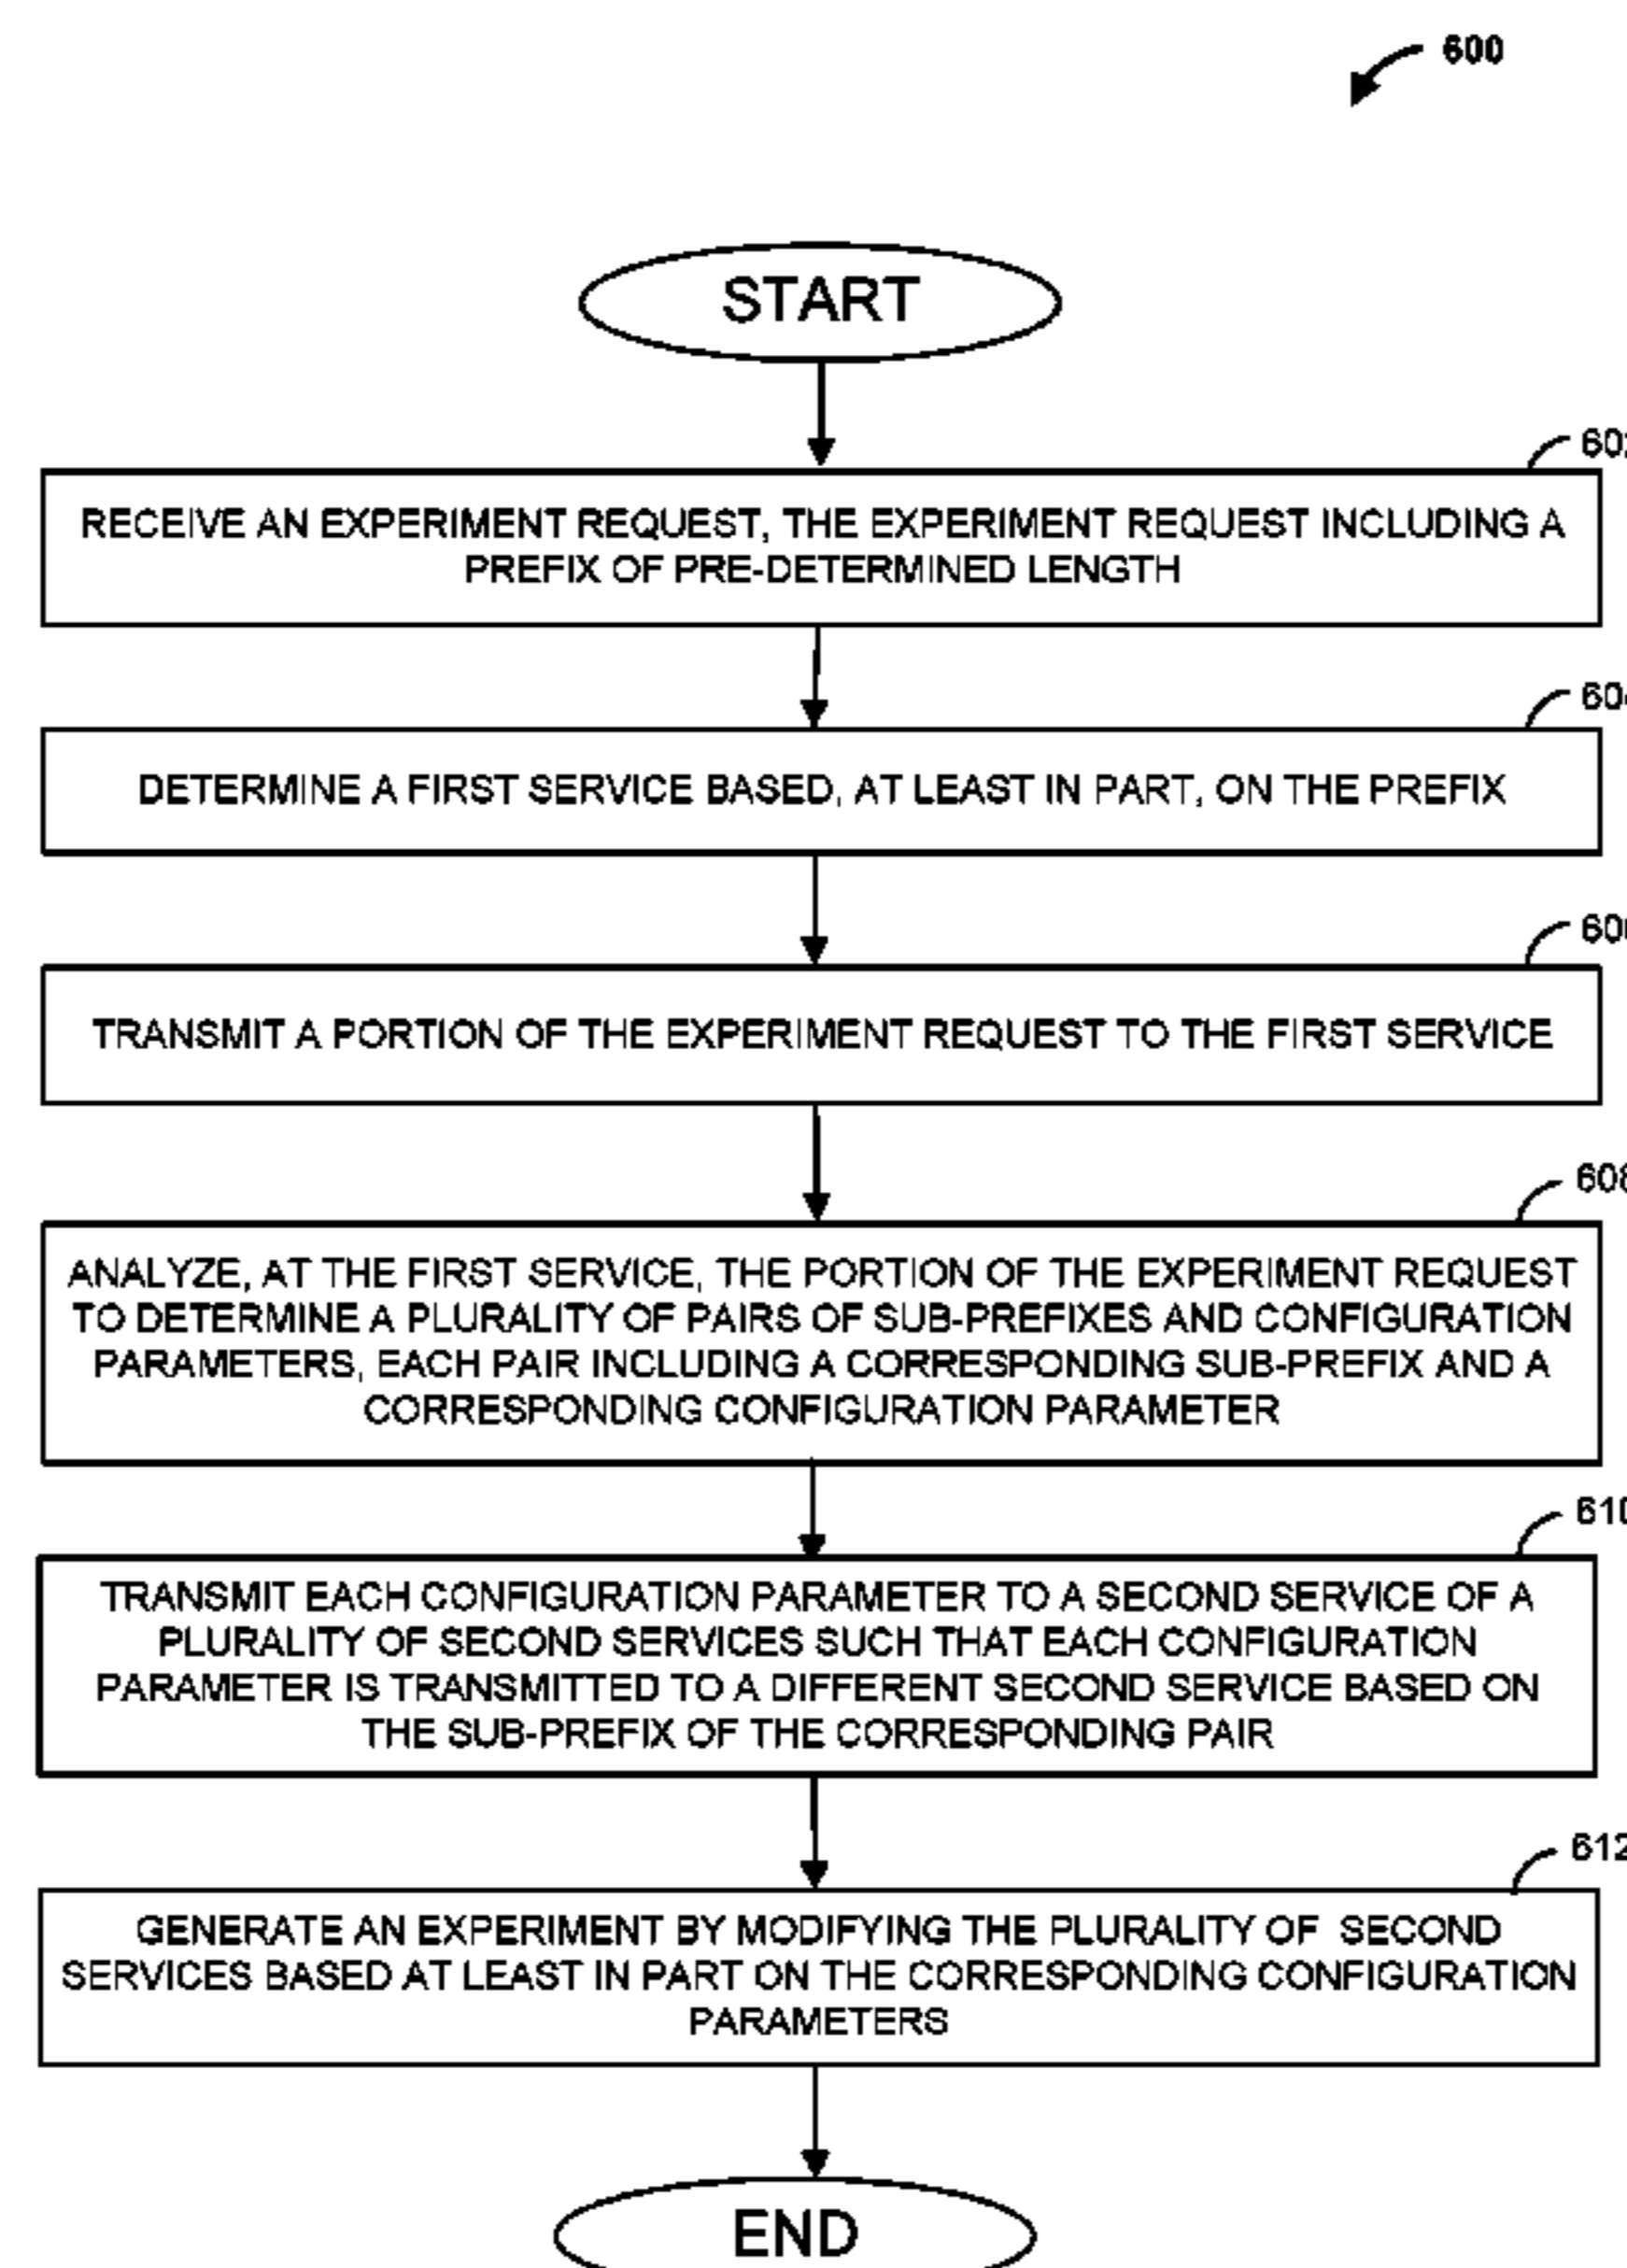 600
START
602
RECEIVE AN EXPERIMENT REQUEST, THE EXPERIMENT REQUEST INCLUDING A
PREFIX OF PRE-DETERMINED LENGTH
604
DETERMINE A FIRST SERVICE BASED, AT LEAST IN PART, ON THE PREFIX
606
TRANSMIT A PORTION OF THE EXPERIMENT REQUEST TO THE FIRST SERVICE
608
ANALYZE, AT THE FIRST SERVICE, THE PORTION OF THE EXPERIMENT REQUEST
TO DETERMINE A PLURALITY OF PAIRS OF SUB-PREFIXES AND CONFIGURATION
PARAMETERS, EACH PAIR INCLUDING A CORRESPONDING SUB-PREFIX AND A
CORRESPONDING CONFIGURATION PARAMETER
610
TRANSMIT EACH CONFIGURATION PARAMETER TO A SECOND SERVICE OF A
PLURALITY OF SECOND SERVICES SUCH THAT EACH CONFIGURATION
PARAMETER IS TRANSMITTED TO A DIFFERENT SECOND SERVICE BASED ON
THE SUB-PREFIX OF THE CORRESPONDING PAIR
612
GENERATE AN EXPERIMENT BY MODIFYING THE PLURALITY OF SECOND
SERVICES BASED AT LEAST IN PART ON THE CORRESPONDING CONFIGURATION
PARAMETERS
END